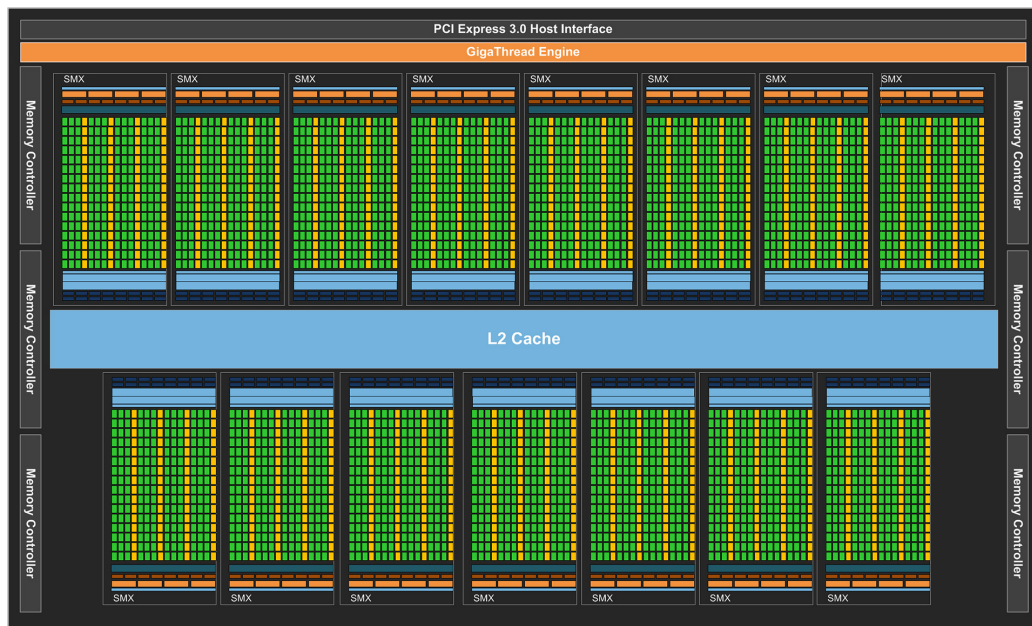 PCI Express 3.0 Host Interface
GigaThread Engine
SMX
SMX
SMX
SMX
SMX
SMX
SMX
SMX
Memory Controller
Memory Controller
Memory Controller
Memory Controller
Memory Controller
Memory Controller
L2 Cache
SMX
SMX
SMX
SMX
SMX
SMX
SMX